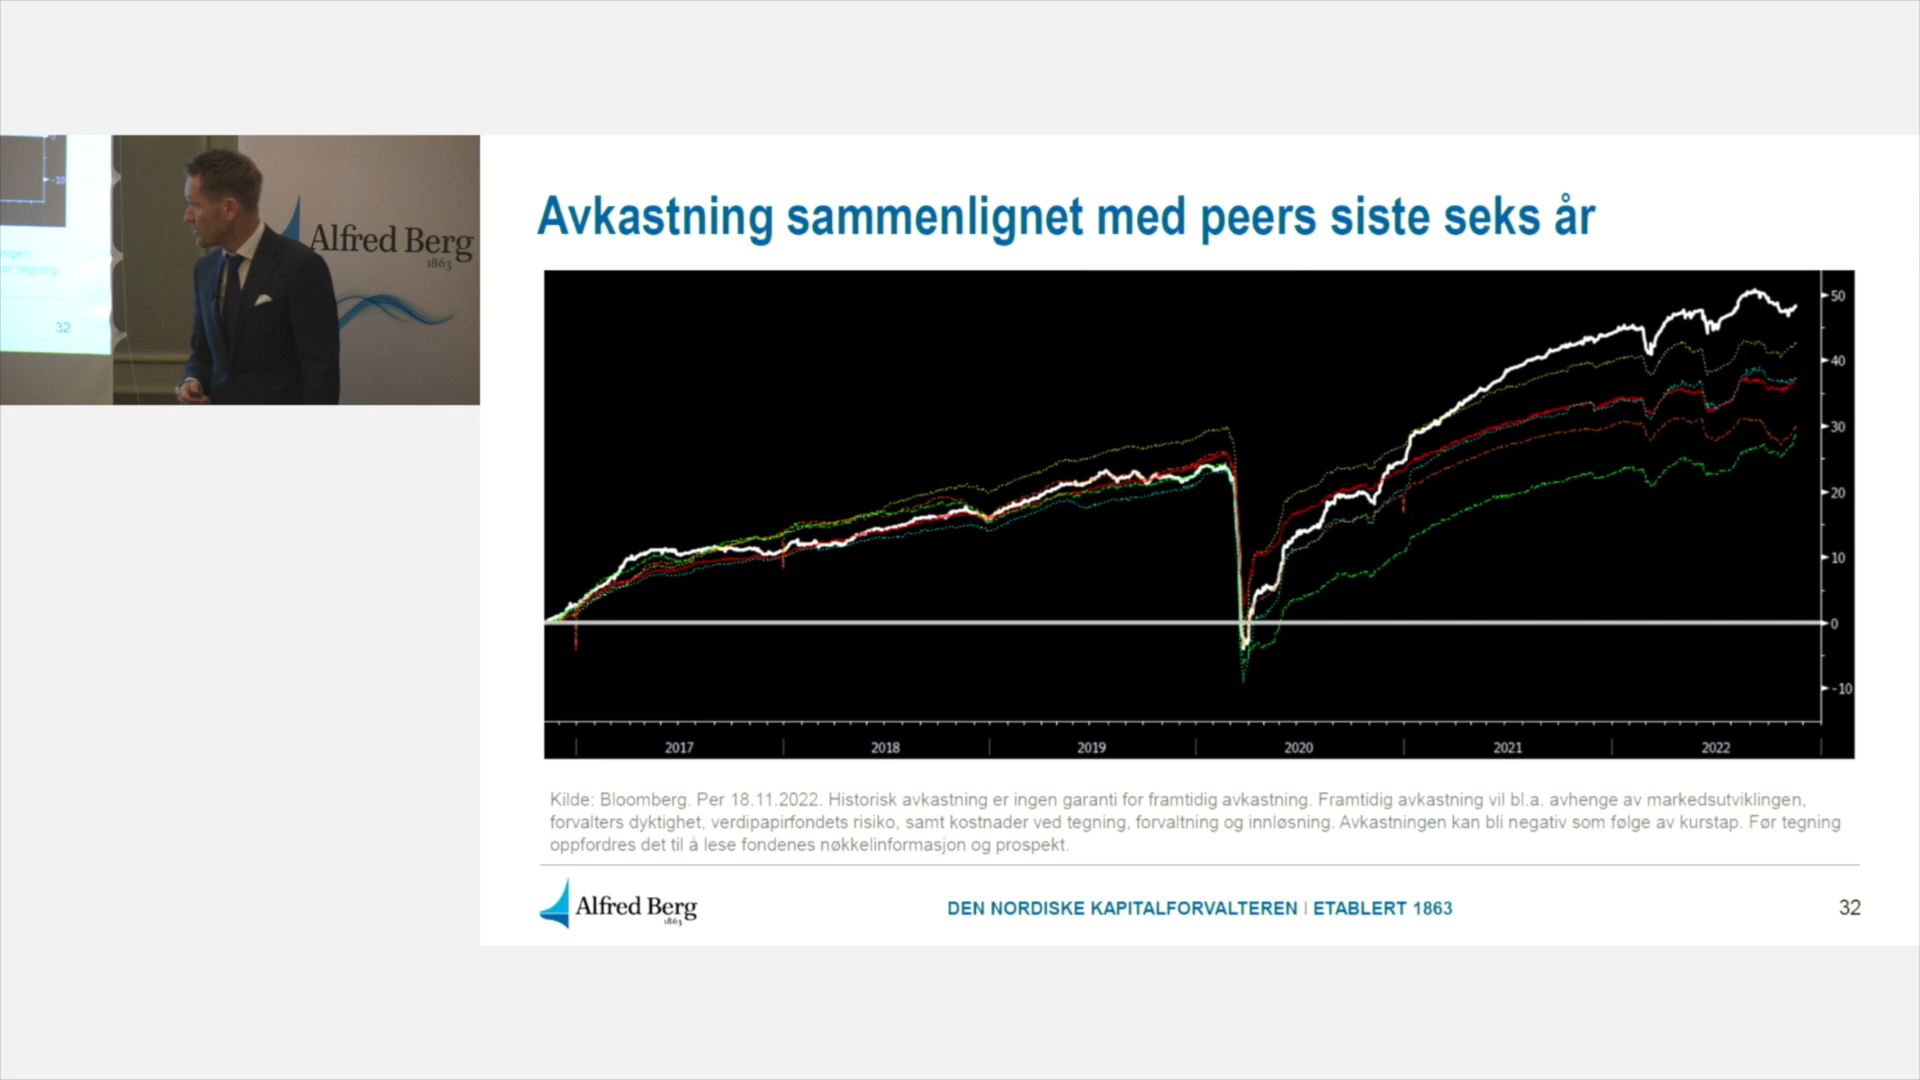 -10
32
Alfred Berg
1863
Avkastning sammenlignet med peers siste seks år
50
40
30
20
10
0
-10
2017 2018 2019 2020 2021 2022
Kilde: Bloomberg. Per 18.11.2022. Historisk avkastning er ingen garanti for framtidig avkastning. Framtidig avkastning vil bl.a. avhenge av markedsutviklingen,
forvalters dyktighet, verdipapirfondets risiko, samt kostnader ved tegning, forvaltning og innløsning. Avkastningen kan bli negativ som følge av kurstap. Før tegning
oppfordres det til å lese fondenes nøkkelinformasjon og prospekt.
Alfred Berg
1863
DEN NORDISKE KAPITALFORVALTEREN | ETABLERT 1863
32